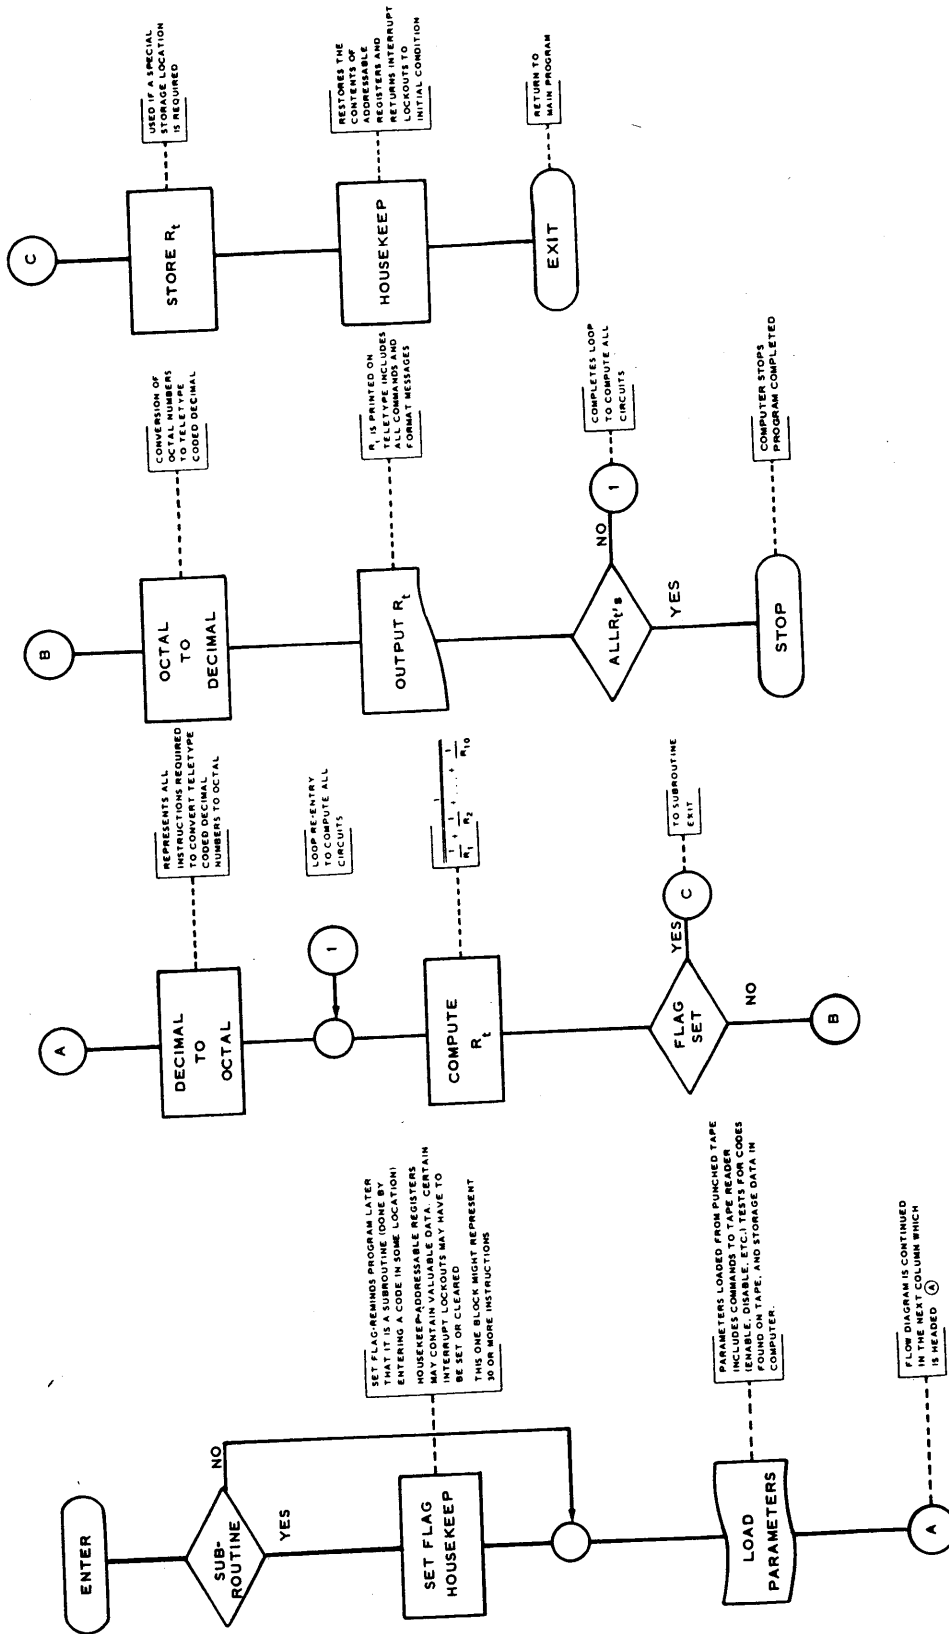 ENTER
SUB-
ROUTINE
NO
YES
SET FLAG
HOUSEKEEP
SET FLAG-REMINDS PROGRAM LATER
THAT IT IS A SUBROUTINE (DONE BY
ENTERING A CODE IN SOME LOCATION)
HOUSEKEEP-ADDRESSABLE REGISTERS
MAY CONTAIN VALUABLE DATA. CERTAIN
INTERRUPT LOCKOUTS MAY HAVE TO
BE SET OR CLEARED
THIS ONE BLOCK MIGHT REPRESENT
30 OR MORE INSTRUCTIONS
LOAD
PARAMETERS
PARAMETERS LOADED FROM PUNCHED TAPE
INCLUDES COMMANDS TO TAPE READER
(ENABLE, DISABLE, ETC.) TESTS FOR CODES
FOUND ON TAPE, AND STORAGE DATA IN
COMPUTER.
A
FLOW DIAGRAM IS CONTINUED
IN THE NEXT COLUMN WHICH
IS HEADED A
A
DECIMAL
TO
OCTAL
REPRESENTS ALL
INSTRUCTIONS REQUIRED
TO CONVERT TELETYPE
CODED DECIMAL
NUMBERS TO OCTAL
1
LOOP RE-ENTRY
TO COMPUTE ALL
CIRCUITS
COMPUTE
Rt
1
1/R1 + 1/R2 + ... + 1/R10
FLAG
SET
YES
C
TO SUBROUTINE
EXIT
NO
B
B
OCTAL
TO
DECIMAL
CONVERSION OF
OCTAL NUMBERS
TO TELETYPE
CODED DECIMAL
OUTPUT Rt
Rt IS PRINTED ON
TELETYPE INCLUDES
ALL COMMANDS AND
FORMAT MESSAGES
ALLRt's
NO
1
COMPLETES LOOP
TO COMPUTE ALL
CIRCUITS
YES
STOP
COMPUTER STOPS
PROGRAM COMPLETED
C
STORE Rt
USED IF A SPECIAL
STORAGE LOCATION
IS REQUIRED
HOUSEKEEP
RESTORES THE
CONTENTS OF
ADDRESSABLE
REGISTERS AND
RETURNS INTERRUPT
LOCKOUTS TO
INITIAL CONDITION
EXIT
RETURN TO
MAIN PROGRAM